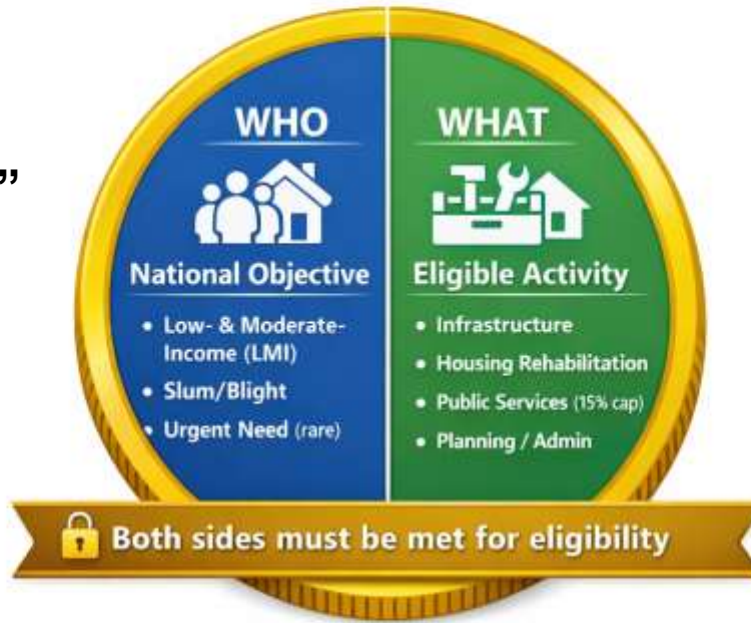 ”
WHO
National Objective
• Low- & Moderate-
Income (LMI)
• Slum/Blight
• Urgent Need (rare)
WHAT
Eligible Activity
• Infrastructure
• Housing Rehabilitation
• Public Services (15% cap)
• Planning / Admin
Both sides must be met for eligibility